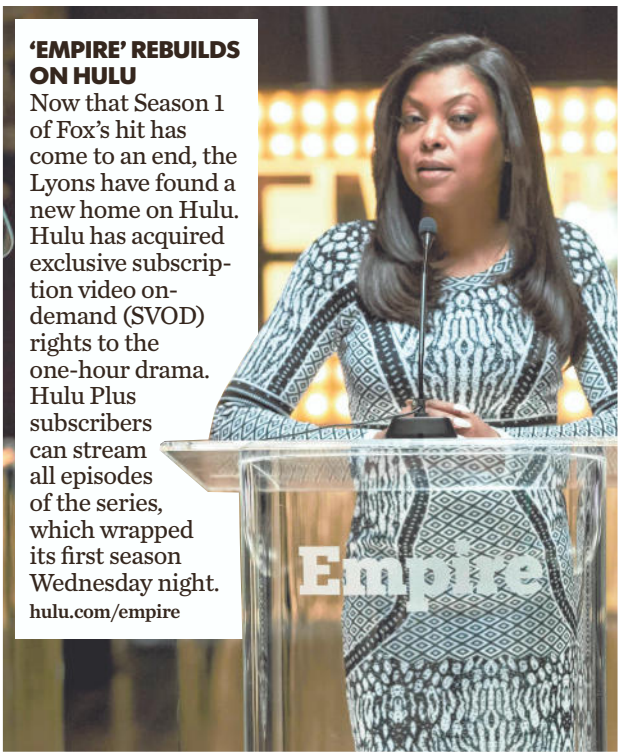 ‘EMPIRE’ REBUILDS
ON HULU
Now that Season 1
of Fox’s hit has
come to an end, the
Lyons have found a
new home on Hulu.
Hulu has acquired
exclusive subscrip-
tion video on-
demand (SVOD)
rights to the
one-hour drama.
Hulu Plus
subscribers
can stream
all episodes
of the series,
which wrapped
its first season
Wednesday night.
hulu.com/empire
Empire